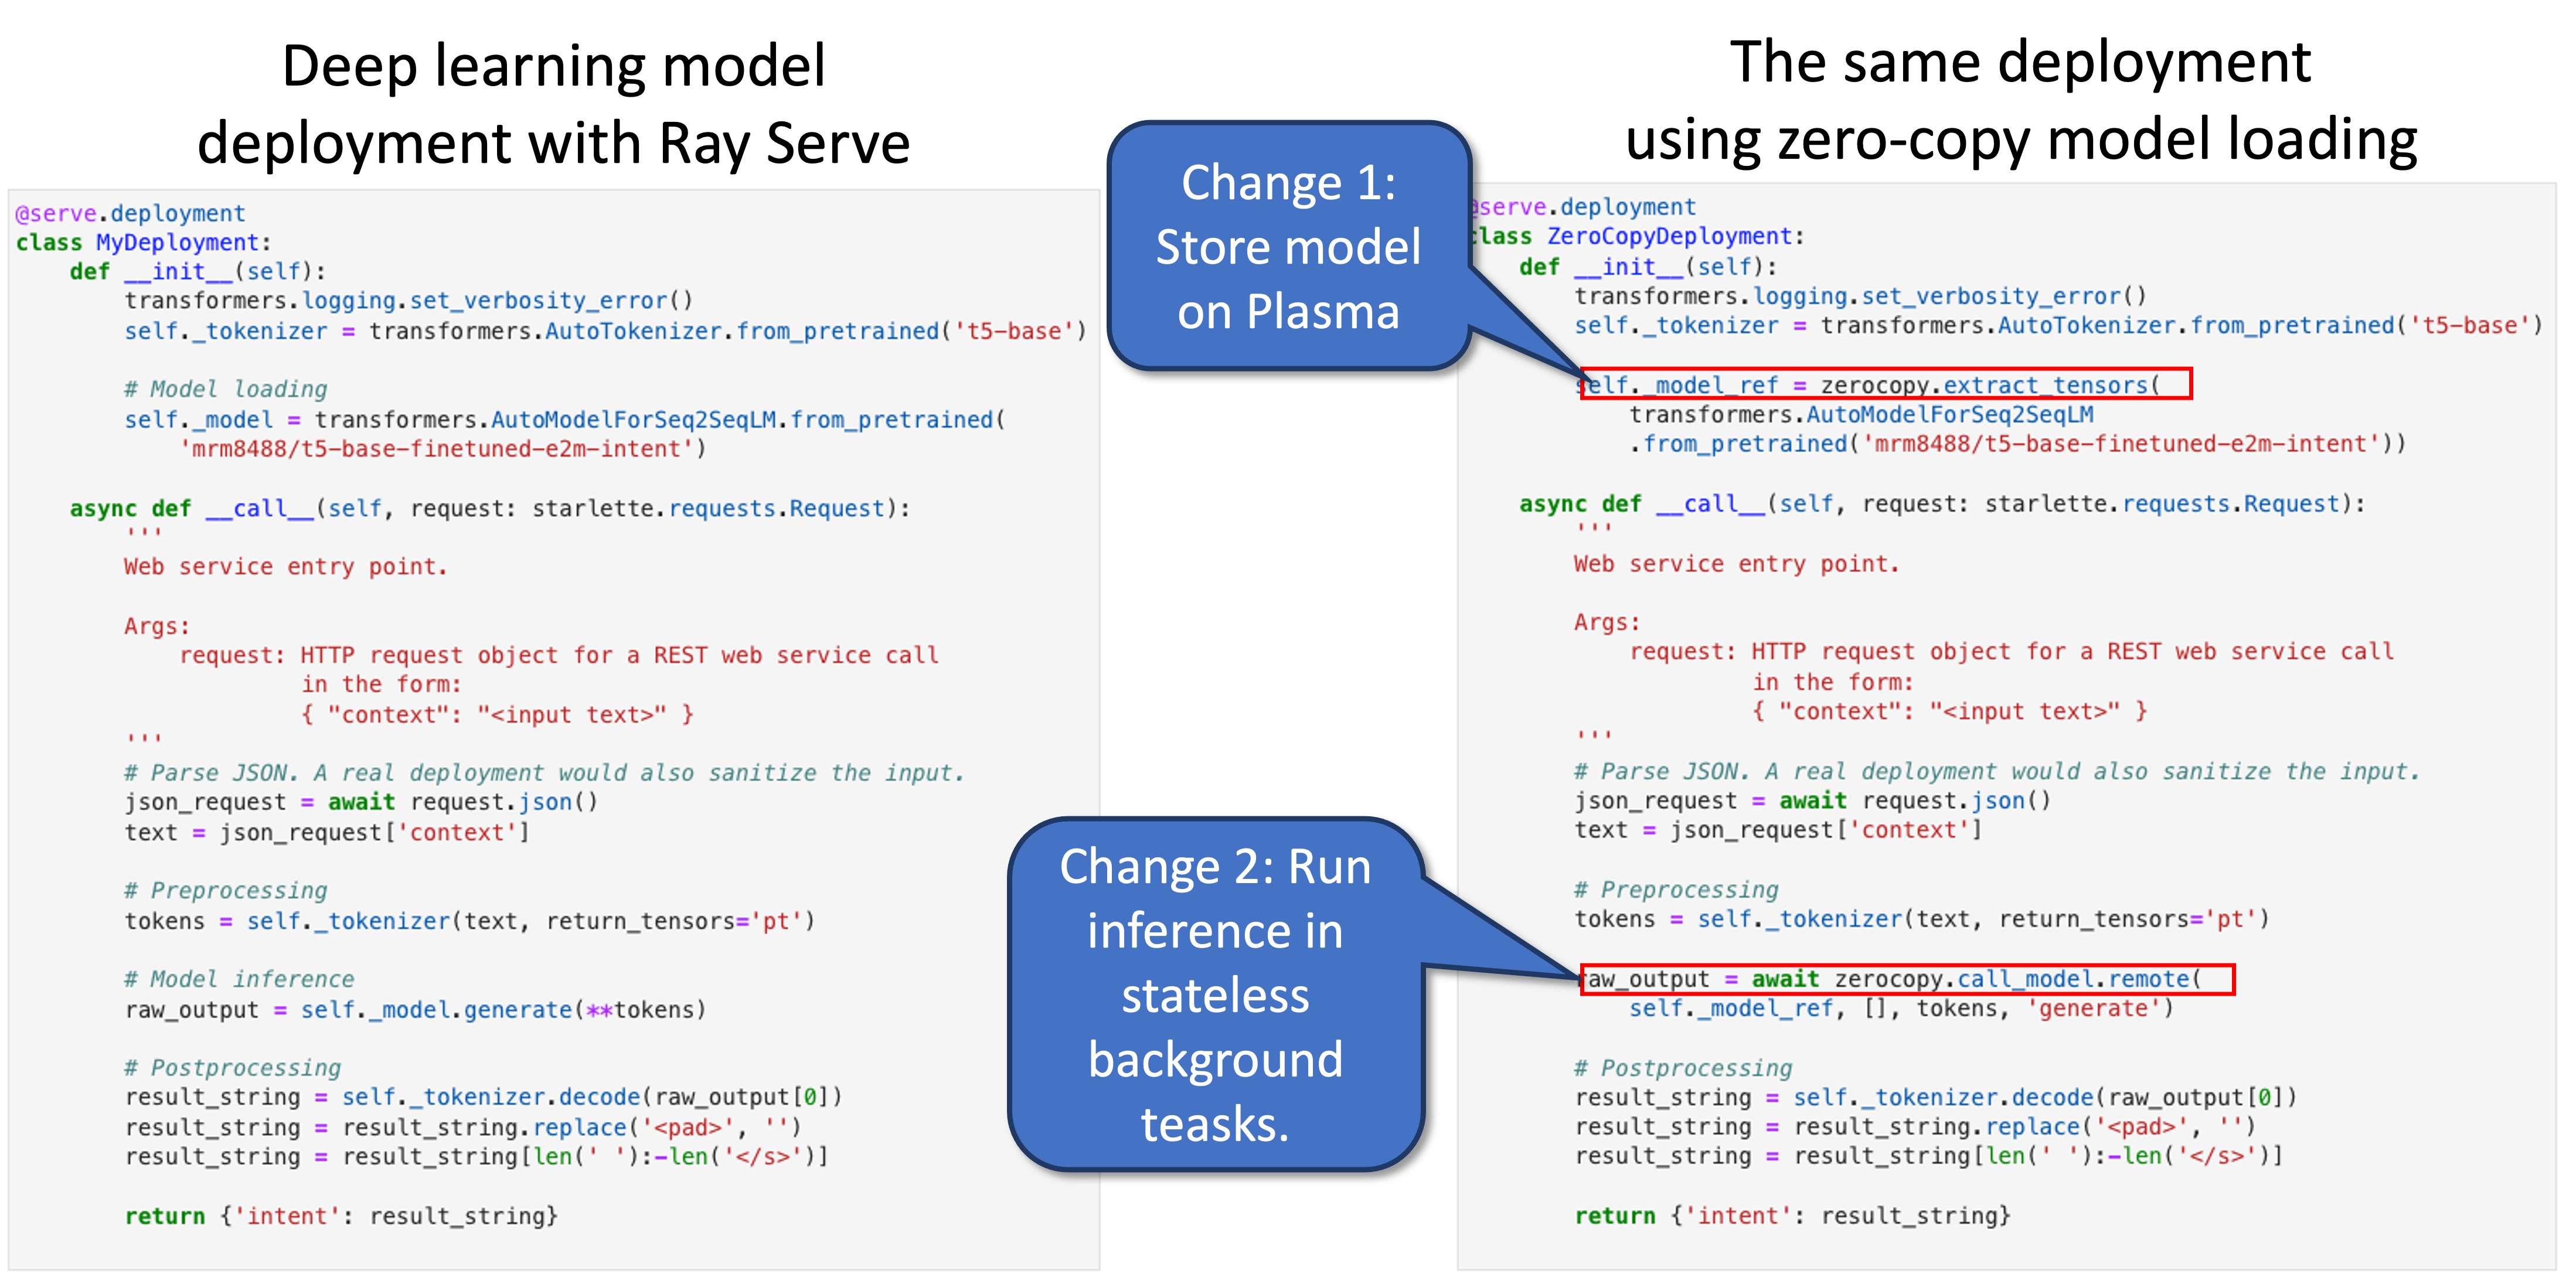 Deep learning model
deployment with Ray Serve
@serve.deployment
class MyDeployment:
    def __init__(self):
        transformers.logging.set_verbosity_error()
        self._tokenizer = transformers.AutoTokenizer.from_pretrained('t5-base')
        # Model loading
        self._model = transformers.AutoModelForSeq2SeqLM.from_pretrained(
            'mrm8488/t5-base-finetuned-e2m-intent')
    async def __call__(self, request: starlette.requests.Request):
        '''
        Web service entry point.
        Args:
            request: HTTP request object for a REST web service call
                     in the form:
                     { "context": "<input text>" }
        '''
        # Parse JSON. A real deployment would also sanitize the input.
        json_request = await request.json()
        text = json_request['context']
        # Preprocessing
        tokens = self._tokenizer(text, return_tensors='pt')
        # Model inference
        raw_output = self._model.generate(**tokens)
        # Postprocessing
        result_string = self._tokenizer.decode(raw_output[0])
        result_string = result_string.replace('<pad>', '')
        result_string = result_string[len(' '):-len('</s>')]
        return {'intent': result_string}
Change 1:
Store model
on Plasma
Change 2: Run
inference in
stateless
background
teasks.
The same deployment
using zero-copy model loading
@serve.deployment
class ZeroCopyDeployment:
    def __init__(self):
        transformers.logging.set_verbosity_error()
        self._tokenizer = transformers.AutoTokenizer.from_pretrained('t5-base')
        self._model_ref = zerocopy.extract_tensors(
            transformers.AutoModelForSeq2SeqLM
            .from_pretrained('mrm8488/t5-base-finetuned-e2m-intent'))
    async def __call__(self, request: starlette.requests.Request):
        '''
        Web service entry point.
        Args:
            request: HTTP request object for a REST web service call
                     in the form:
                     { "context": "<input text>" }
        '''
        # Parse JSON. A real deployment would also sanitize the input.
        json_request = await request.json()
        text = json_request['context']
        # Preprocessing
        tokens = self._tokenizer(text, return_tensors='pt')
        raw_output = await zerocopy.call_model.remote(
            self._model_ref, [], tokens, 'generate')
        # Postprocessing
        result_string = self._tokenizer.decode(raw_output[0])
        result_string = result_string.replace('<pad>', '')
        result_string = result_string[len(' '):-len('</s>')]
        return {'intent': result_string}